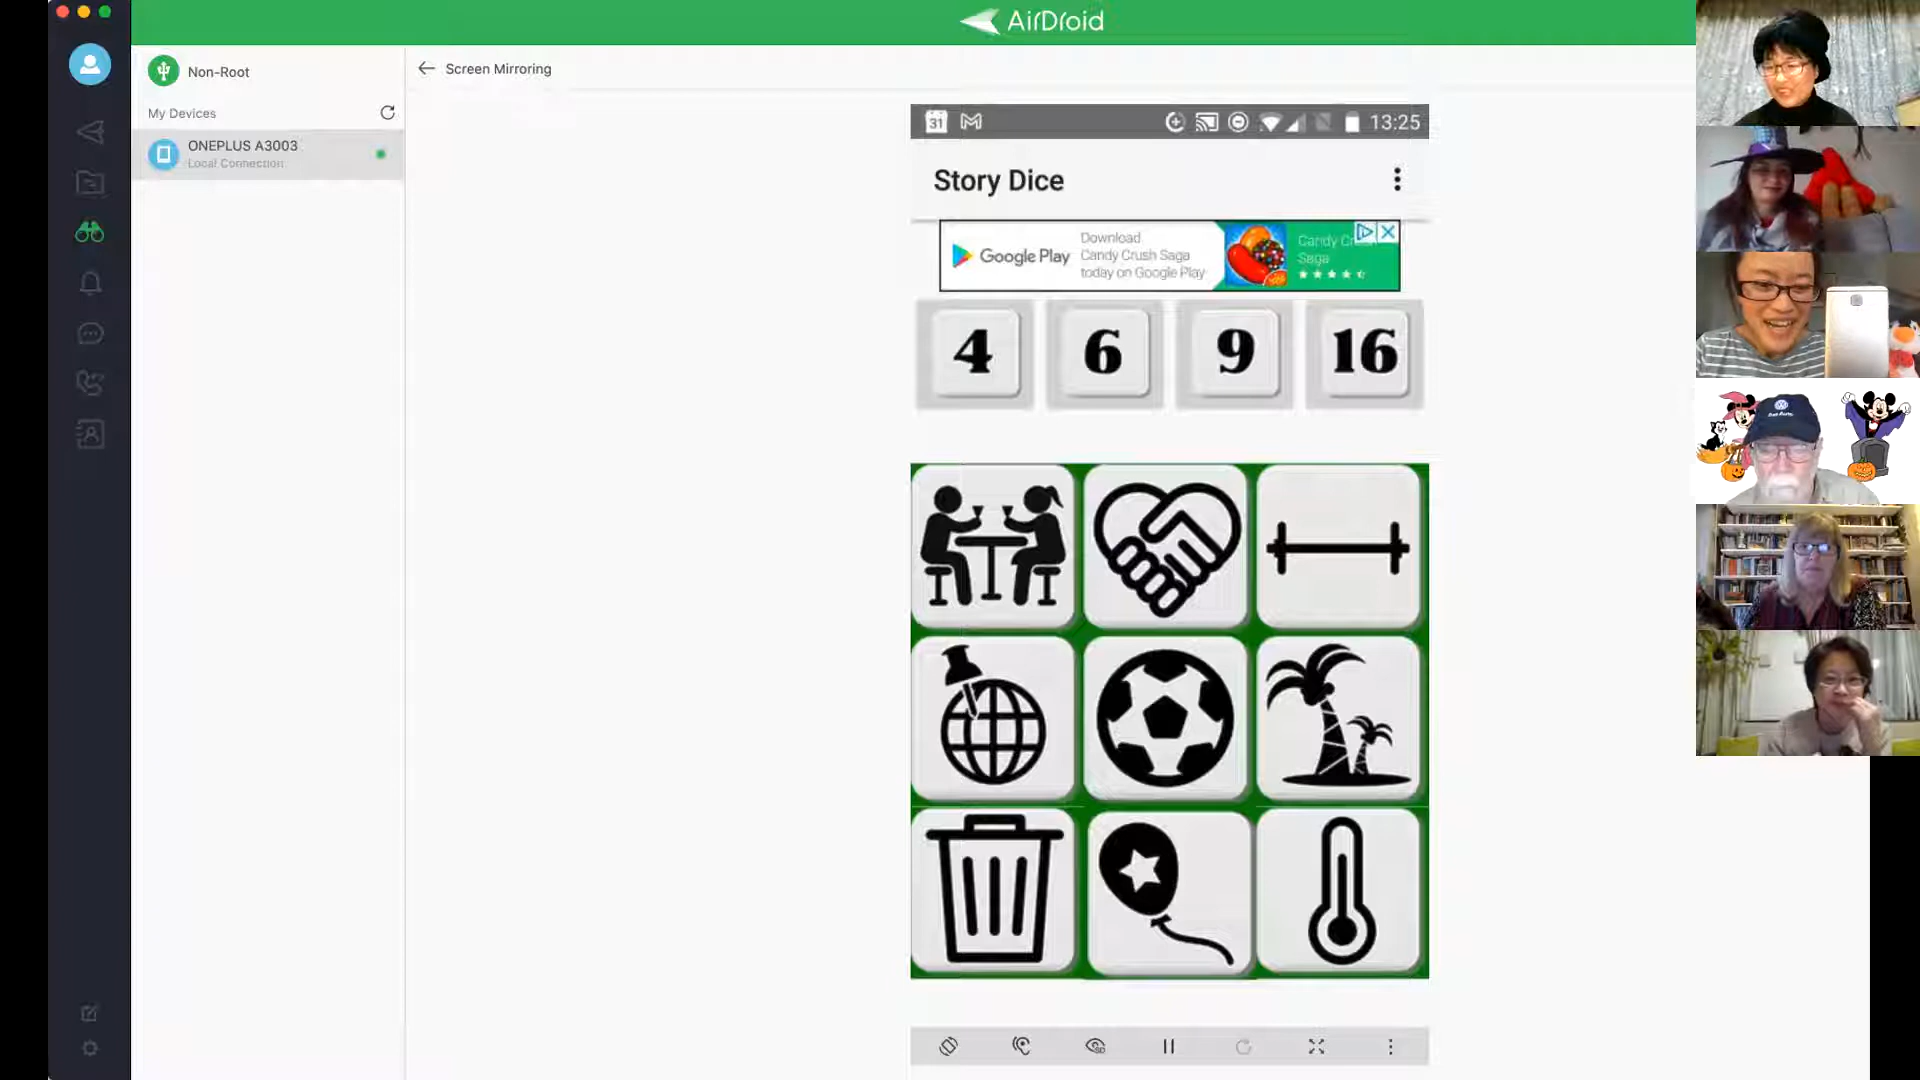 AirDroid
Non-Root
Screen Mirroring
My Devices
ONEPLUS A3003
Local Connection
31
13:25
Story Dice
Google Play
Download
Candy Crush Saga
today on Google Play
Saga
4
6
9
16